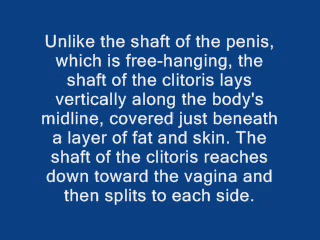 Unlike the shaft of the penis,
which is free-hanging, the
shaft of the clitoris lays
vertically along the body's
midline, covered just beneath
a layer of fat and skin. The
shaft of the clitoris reaches
down toward the vagina and
then splits to each side.